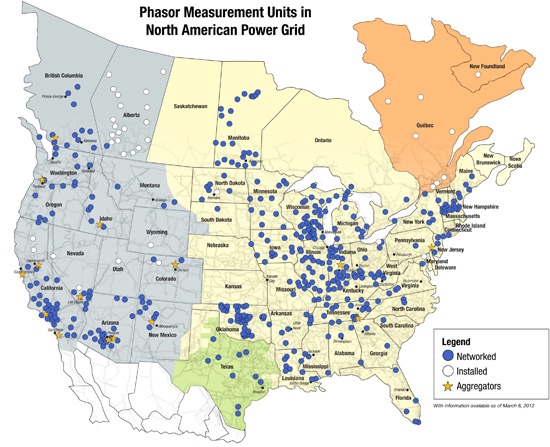 Phasor Measurement Units in
North American Power Grid
British Columbia
Alberta
Saskatchewan
Manitoba
Ontario
Québec
New Foundland
New Brunswick
Nova Scotia
Maine
Washington
Montana
North Dakota
Minnesota
Wisconsin
Michigan
Vermont
New Hampshire
Massachusetts
Rhode Island
Connecticut
New York
Oregon
Idaho
Wyoming
South Dakota
Iowa
Illinois
Indiana
Ohio
Pennsylvania
New Jersey
Maryland
Delaware
Nevada
Utah
Colorado
Nebraska
Kansas
Missouri
Kentucky
West Virginia
Virginia
California
Arizona
New Mexico
Oklahoma
Arkansas
Tennessee
North Carolina
South Carolina
Texas
Louisiana
Mississippi
Alabama
Georgia
Florida
Legend
Networked
Installed
Aggregators
With information available as of March 8, 2012